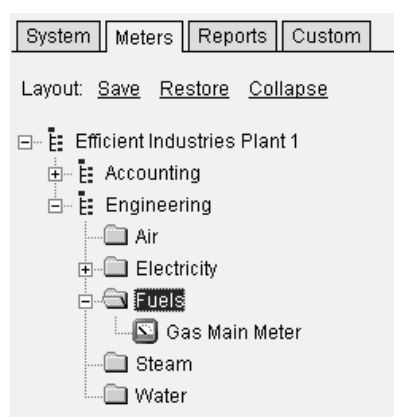 System Meters Reports Custom
Layout: Save Restore Collapse
Efficient Industries Plant 1
Accounting
Engineering
Air
Electricity
Fuels
Gas Main Meter
Steam
Water